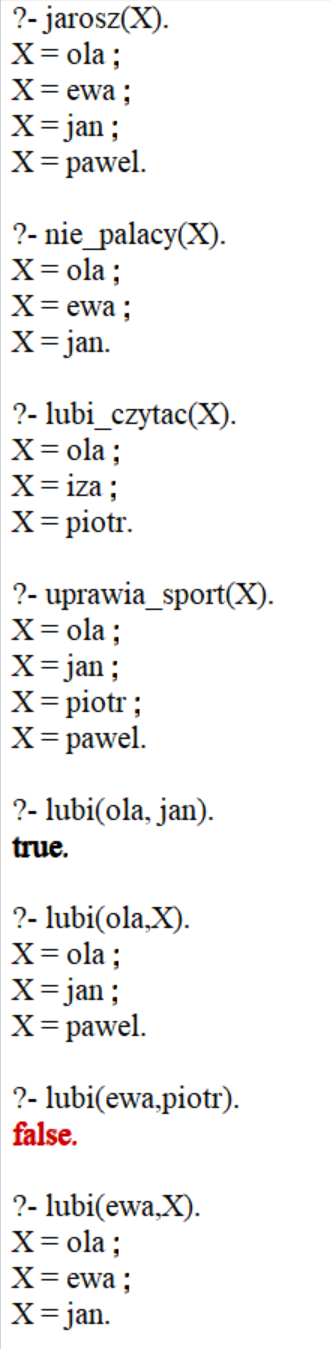 ?- jarosz(X).
X = ola ;
X = ewa ;
X = jan ;
X = pawel.
?- nie_palacy(X).
X = ola ;
X = ewa ;
X = jan.
?- lubi_czytac(X).
X = ola ;
X = iza ;
X = piotr.
?- uprawia_sport(X).
X = ola ;
X = jan ;
X = piotr ;
X = pawel.
?- lubi(ola, jan).
true.
?- lubi(ola,X).
X = ola ;
X = jan ;
X = pawel.
?- lubi(ewa,piotr).
false.
?- lubi(ewa,X).
X = ola ;
X = ewa ;
X = jan.